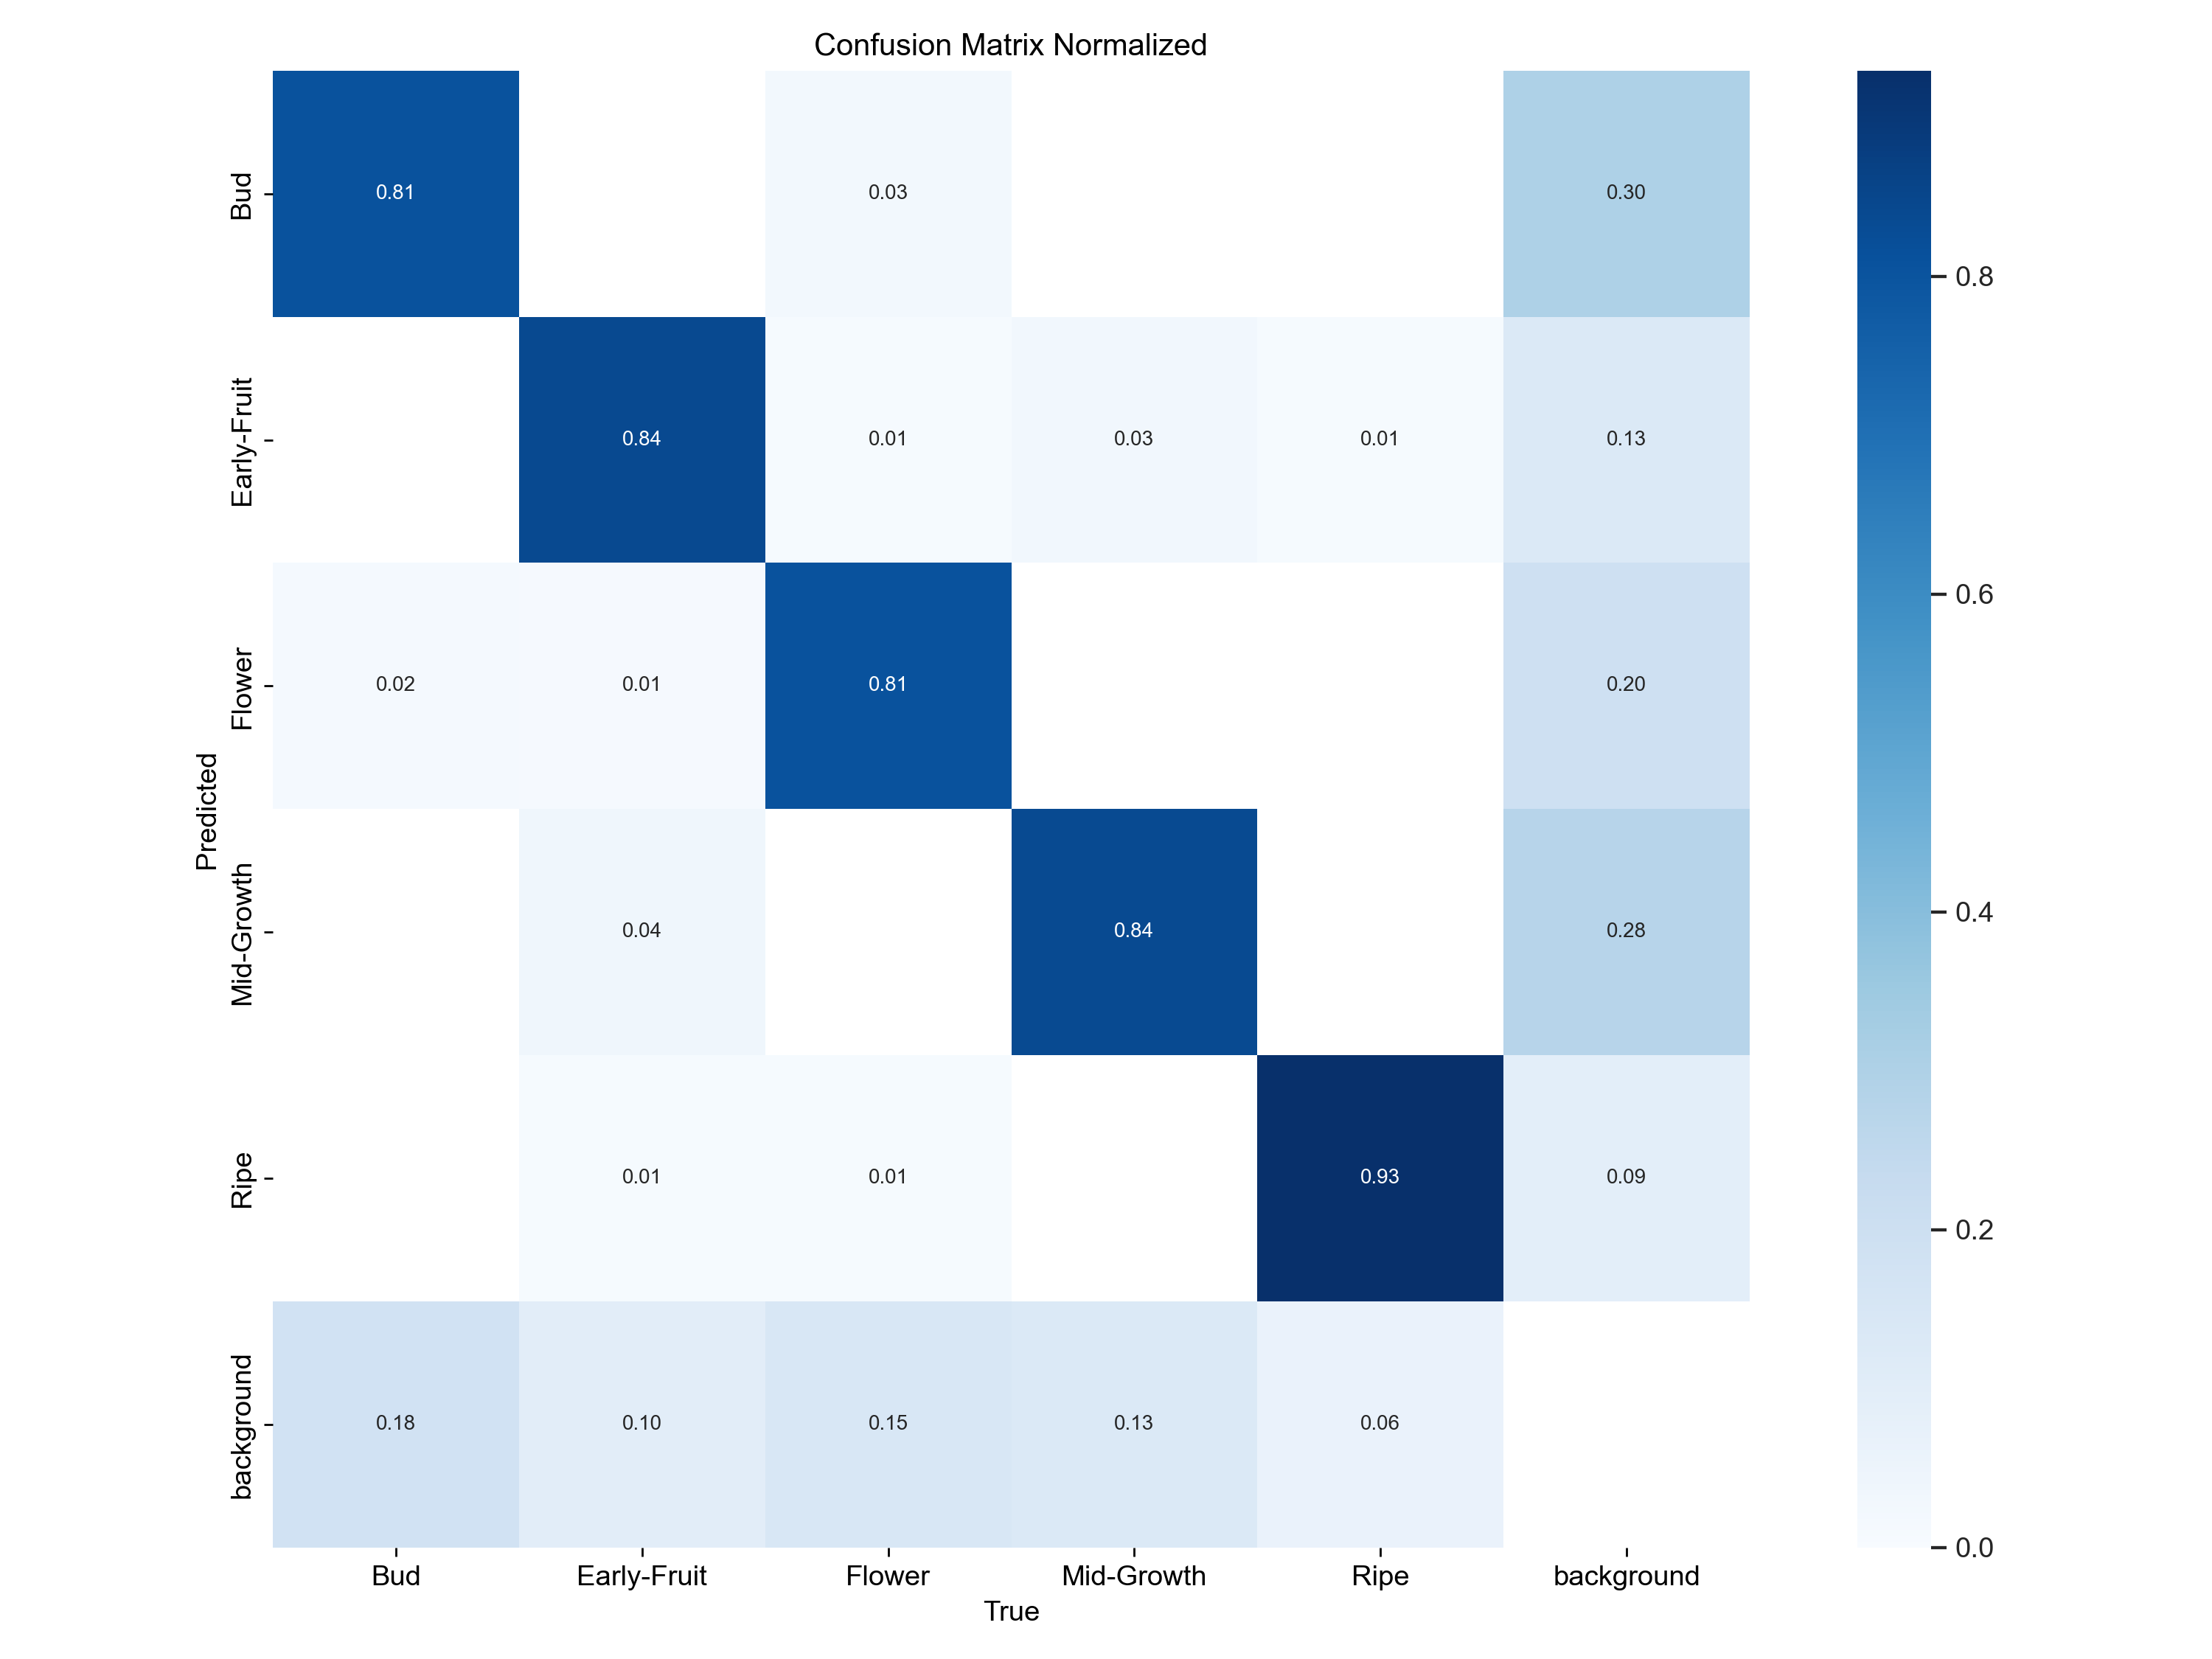 Confusion Matrix Normalized
Bud
0.81
0.03
0.30
Early-Fruit
0.84
0.01
0.03
0.01
0.13
Flower
0.02
0.01
0.81
0.20
Mid-Growth
0.04
0.84
0.28
Ripe
0.01
0.01
0.93
0.09
background
0.18
0.10
0.15
0.13
0.06
Predicted
Bud
Early-Fruit
Flower
Mid-Growth
Ripe
background
True
0.8
0.6
0.4
0.2
0.0